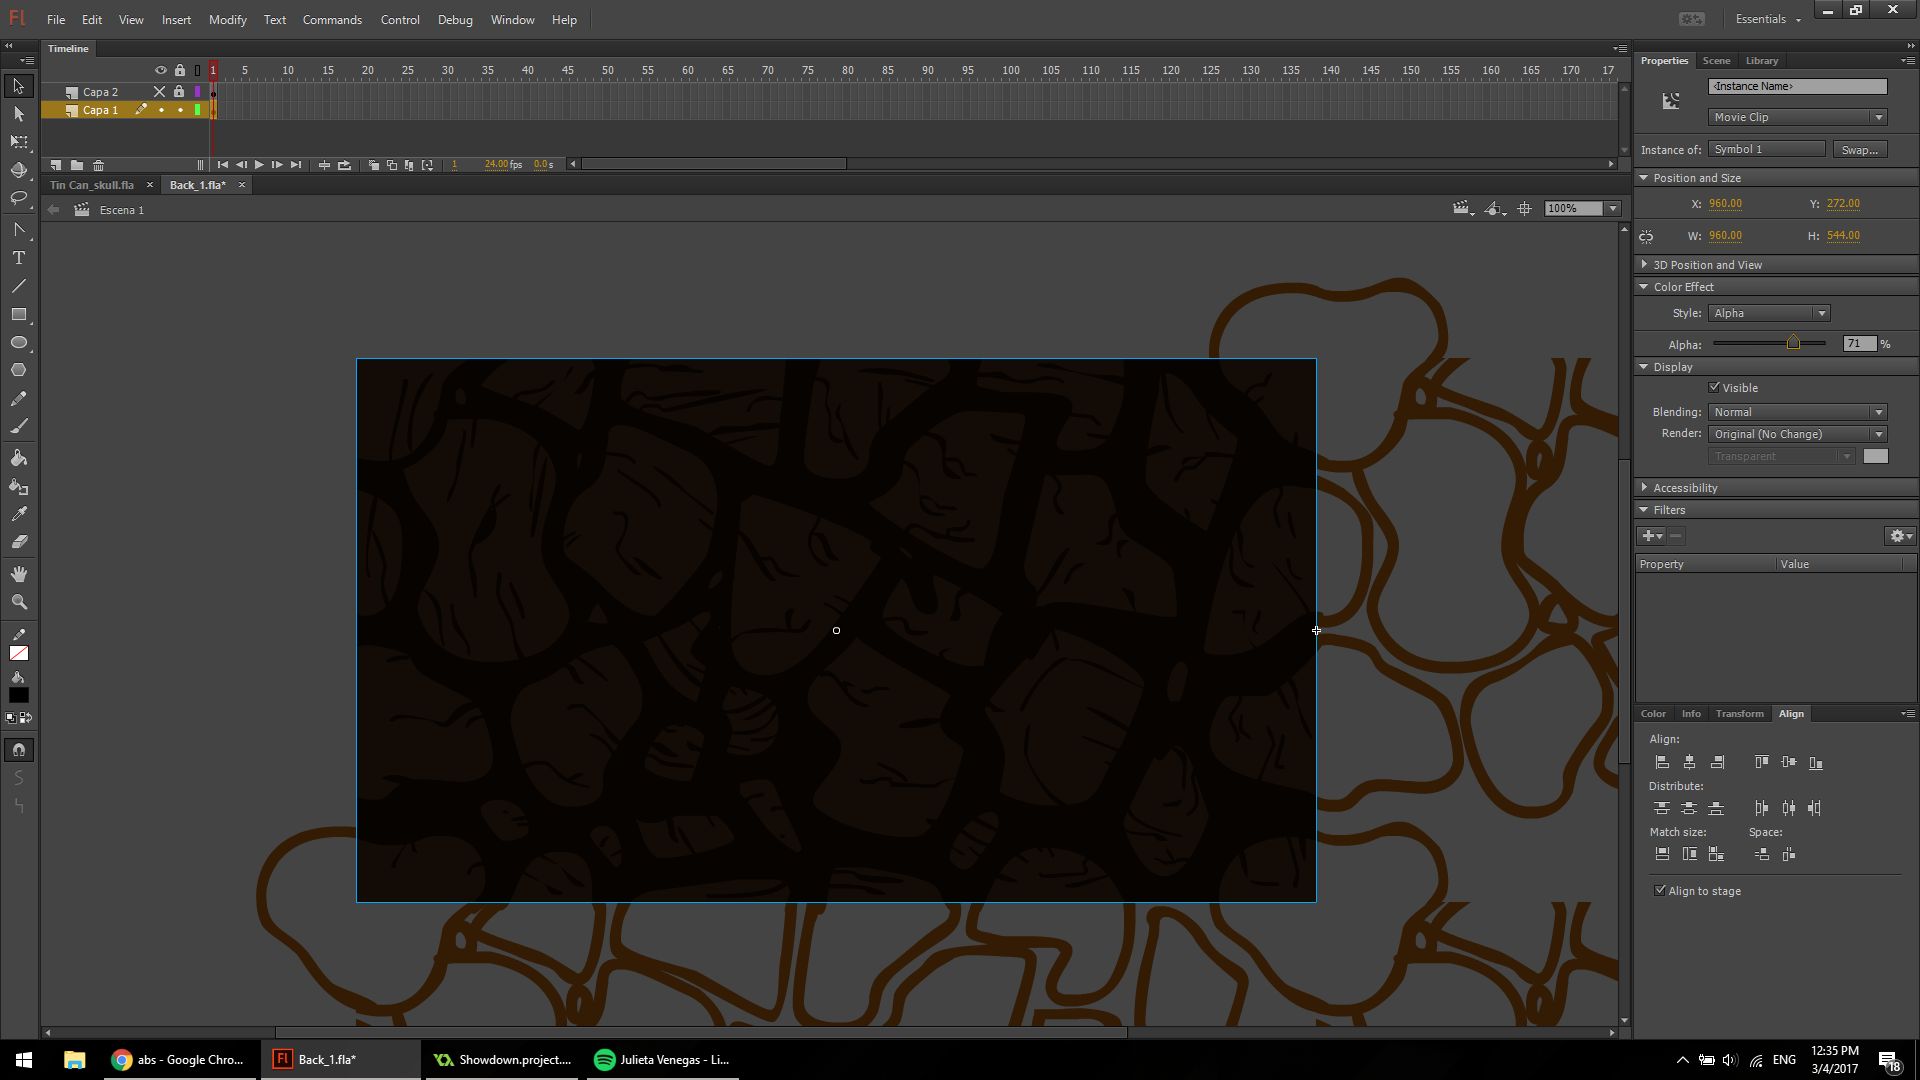 Fl File Edit View Insert Modify Text Commands Control Debug Window Help Essentials
Timeline
1 5 10 15 20 25 30 35 40 45 50 55 60 65 70 75 80 85 90 95 100 105 110 115 120 125 130 135 140 145 150 155 160 165 170 17
Capa 2
Capa 1
1 24.00 fps 0.0 s
Tin Can_skull.fla Back_1.fla*
Escena 1 100%
Properties Scene Library
<Instance Name>
Movie Clip
Instance of: Symbol 1 Swap...
Position and Size
X: 960.00 Y: 272.00
W: 960.00 H: 544.00
3D Position and View
Color Effect
Style: Alpha
Alpha: 71 %
Display
Visible
Blending: Normal
Render: Original (No Change)
Transparent
Accessibility
Filters
Property Value
Color Info Transform Align
Align:
Distribute:
Match size: Space:
Align to stage
abs - Google Chro... Fl Back_1.fla* Showdown.project.... Julieta Venegas - Li... ENG 12:35 PM
3/4/2017 18